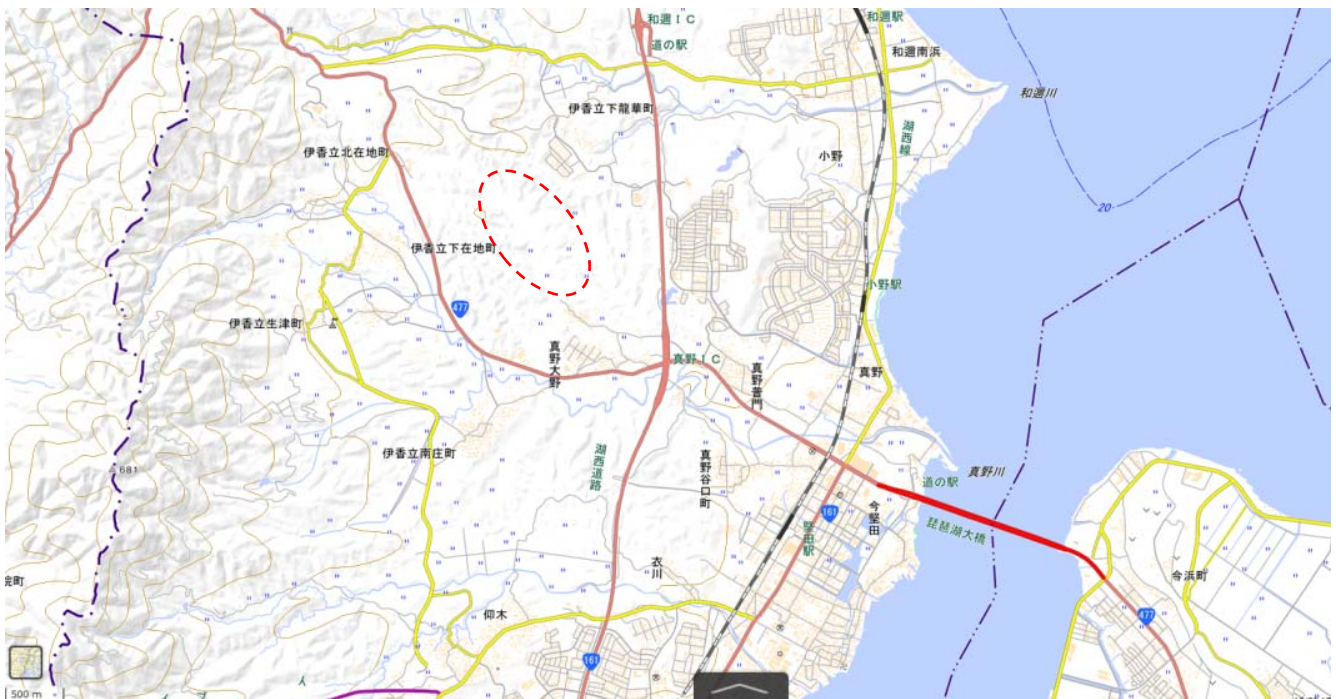 和邇ＩＣ
道の駅
和邇駅
和邇南浜
和邇川
伊香立下龍華町
湖西線
伊香立北在地町
小野
20
伊香立下在地町
小野駅
477
伊香立生津町
真野大野
真野ＩＣ
真野普門
真野
伊香立南庄町
681
湖西道路
真野谷口町
真野川
道の駅
161
今堅田
琵琶湖大橋
堅田駅
衣川
今浜町
院町
仰木
477
161
500 m